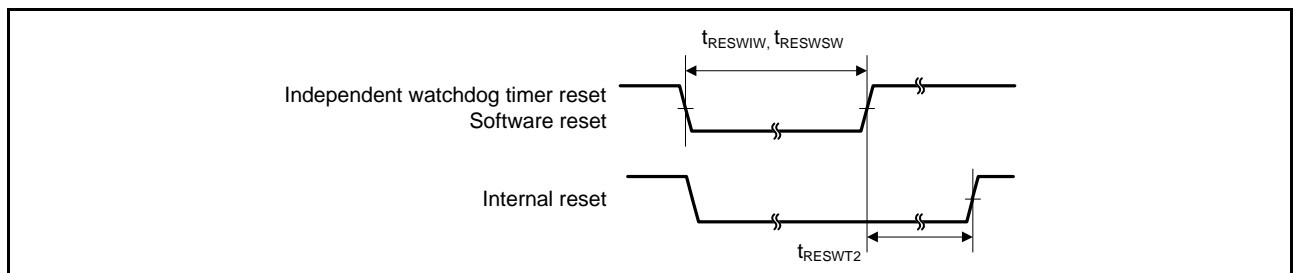 tRESWIW, tRESWSW
Independent watchdog timer reset
Software reset
Internal reset
tRESWT2